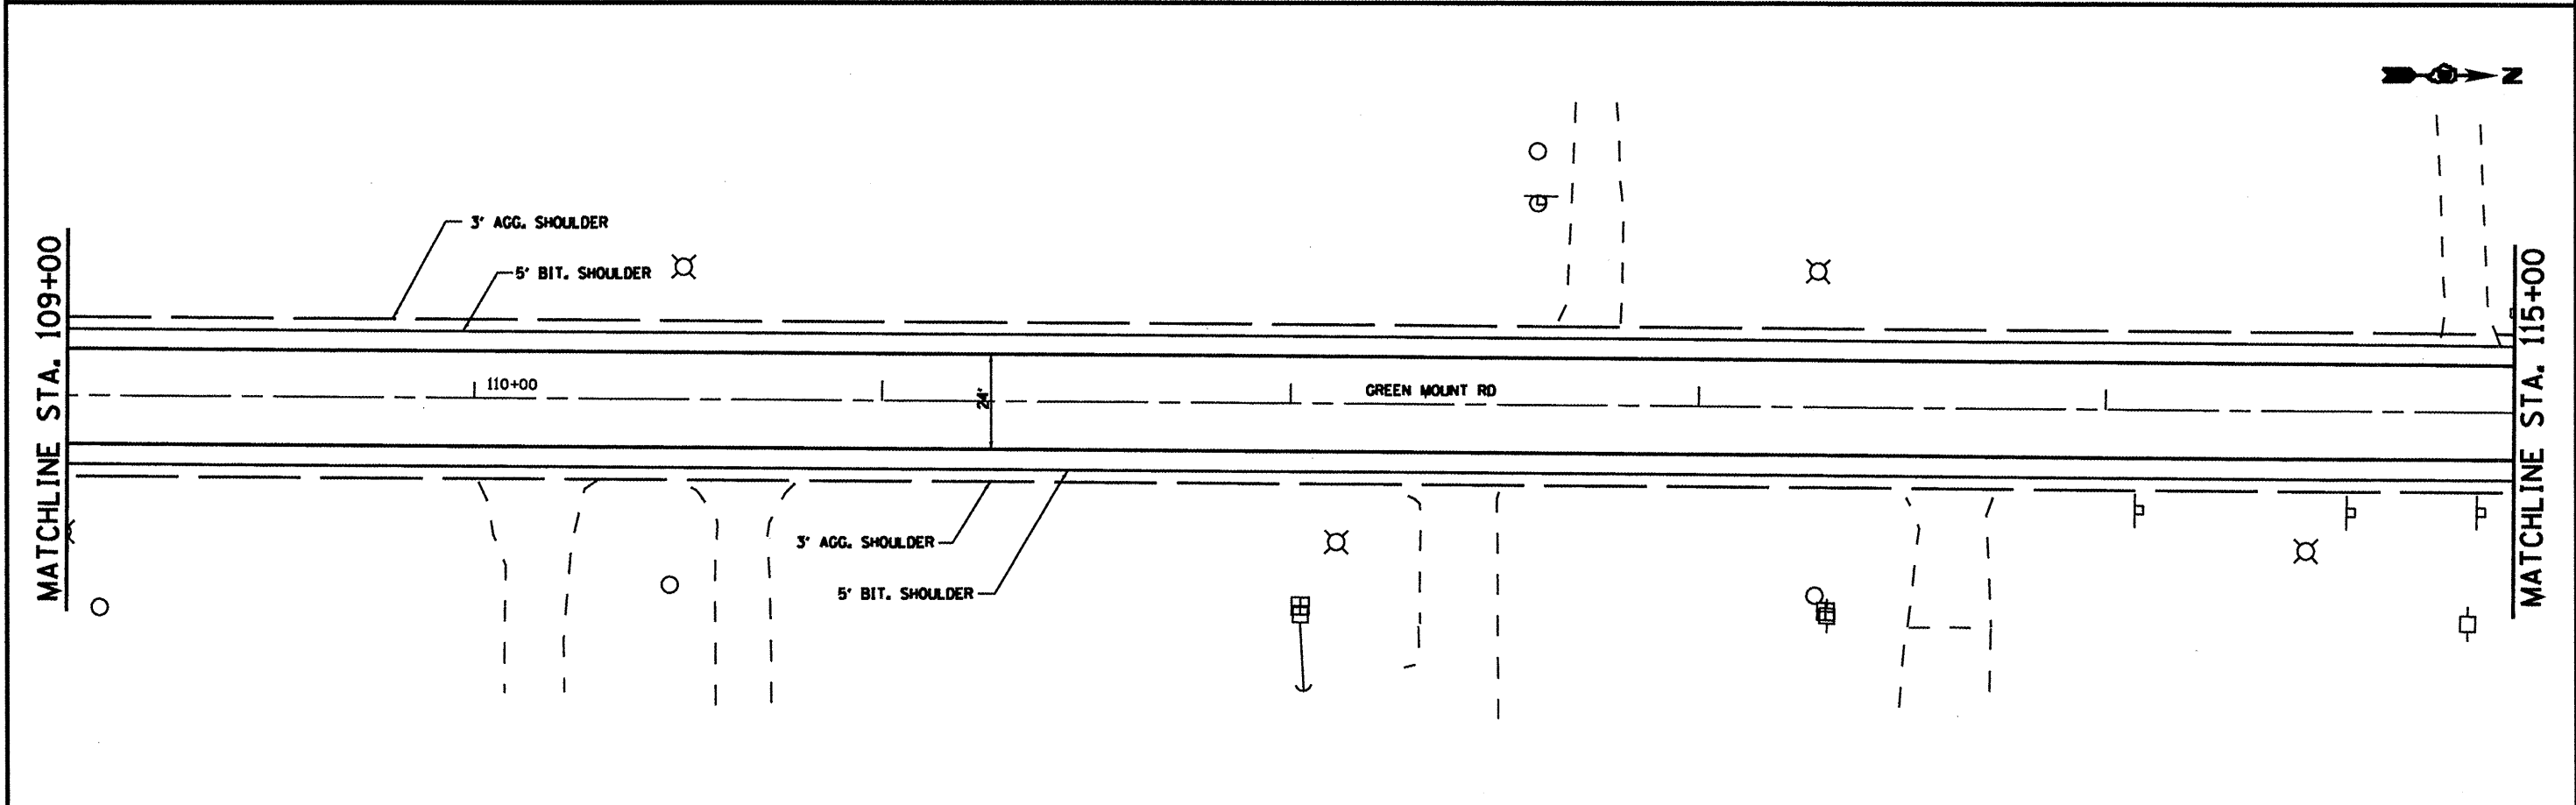 N
3' AGG. SHOULDER
5' BIT. SHOULDER
MATCHLINE STA. 109+00
MATCHLINE STA. 115+00
110+00
24'
GREEN MOUNT RD
3' AGG. SHOULDER
5' BIT. SHOULDER